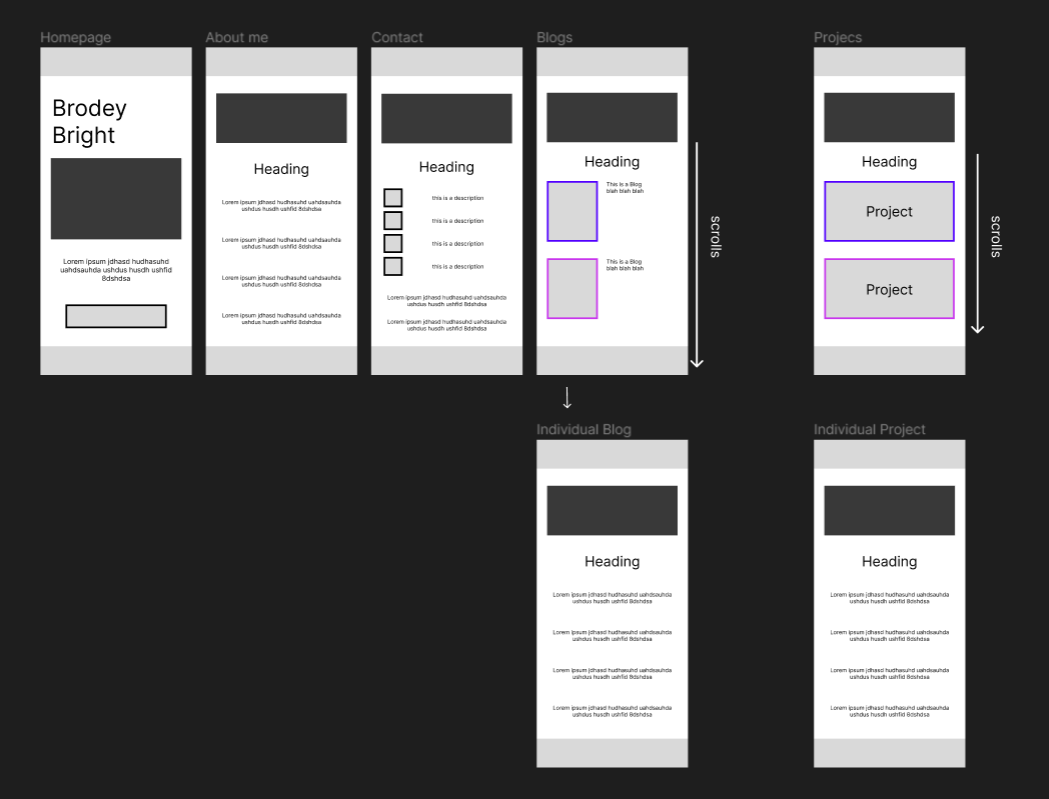 Homepage
Brodey
Bright
Lorem ipsum jdhasd hudhasuhd
uahdsauhda ushdus husdh ushfid
8dshdsa
About me
Heading
Lorem ipsum jdhasd hudhasuhd uahdsauhda
ushdus husdh ushfid 8dshdsa
Lorem ipsum jdhasd hudhasuhd uahdsauhda
ushdus husdh ushfid 8dshdsa
Lorem ipsum jdhasd hudhasuhd uahdsauhda
ushdus husdh ushfid 8dshdsa
Lorem ipsum jdhasd hudhasuhd uahdsauhda
ushdus husdh ushfid 8dshdsa
Contact
Heading
this is a description
this is a description
this is a description
this is a description
Lorem ipsum jdhasd hudhasuhd uahdsauhda
ushdus husdh ushfid 8dshdsa
Lorem ipsum jdhasd hudhasuhd uahdsauhda
ushdus husdh ushfid 8dshdsa
Blogs
Heading
This is a Blog
blah blah blah
This is a Blog
blah blah blah
scrolls
Projecs
Heading
Project
Project
scrolls
Individual Blog
Heading
Lorem ipsum jdhasd hudhasuhd uahdsauhda
ushdus husdh ushfid 8dshdsa
Lorem ipsum jdhasd hudhasuhd uahdsauhda
ushdus husdh ushfid 8dshdsa
Lorem ipsum jdhasd hudhasuhd uahdsauhda
ushdus husdh ushfid 8dshdsa
Lorem ipsum jdhasd hudhasuhd uahdsauhda
ushdus husdh ushfid 8dshdsa
Individual Project
Heading
Lorem ipsum jdhasd hudhasuhd uahdsauhda
ushdus husdh ushfid 8dshdsa
Lorem ipsum jdhasd hudhasuhd uahdsauhda
ushdus husdh ushfid 8dshdsa
Lorem ipsum jdhasd hudhasuhd uahdsauhda
ushdus husdh ushfid 8dshdsa
Lorem ipsum jdhasd hudhasuhd uahdsauhda
ushdus husdh ushfid 8dshdsa